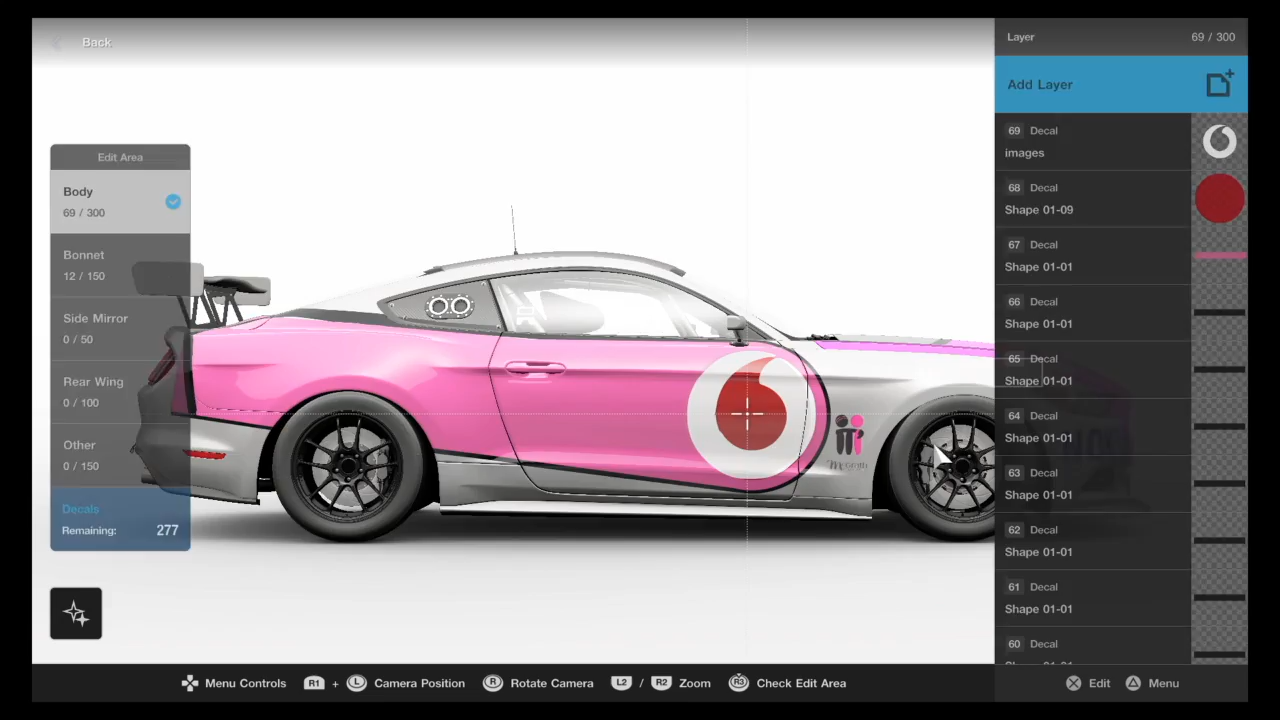 Back
Layer
69 / 300
Add Layer
69 Decal
images
68 Decal
Shape 01-09
67 Decal
Shape 01-01
66 Decal
Shape 01-01
65 Decal
Shape 01-01
64 Decal
Shape 01-01
63 Decal
Shape 01-01
62 Decal
Shape 01-01
61 Decal
Shape 01-01
60 Decal
Edit Area
Body
69 / 300
Bonnet
12 / 150
Side Mirror
0 / 50
Rear Wing
0 / 100
Other
0 / 150
Decals
Remaining: 277
Menu Controls
R1 + L Camera Position
R Rotate Camera
L2 / R2 Zoom
R3 Check Edit Area
Edit
Menu